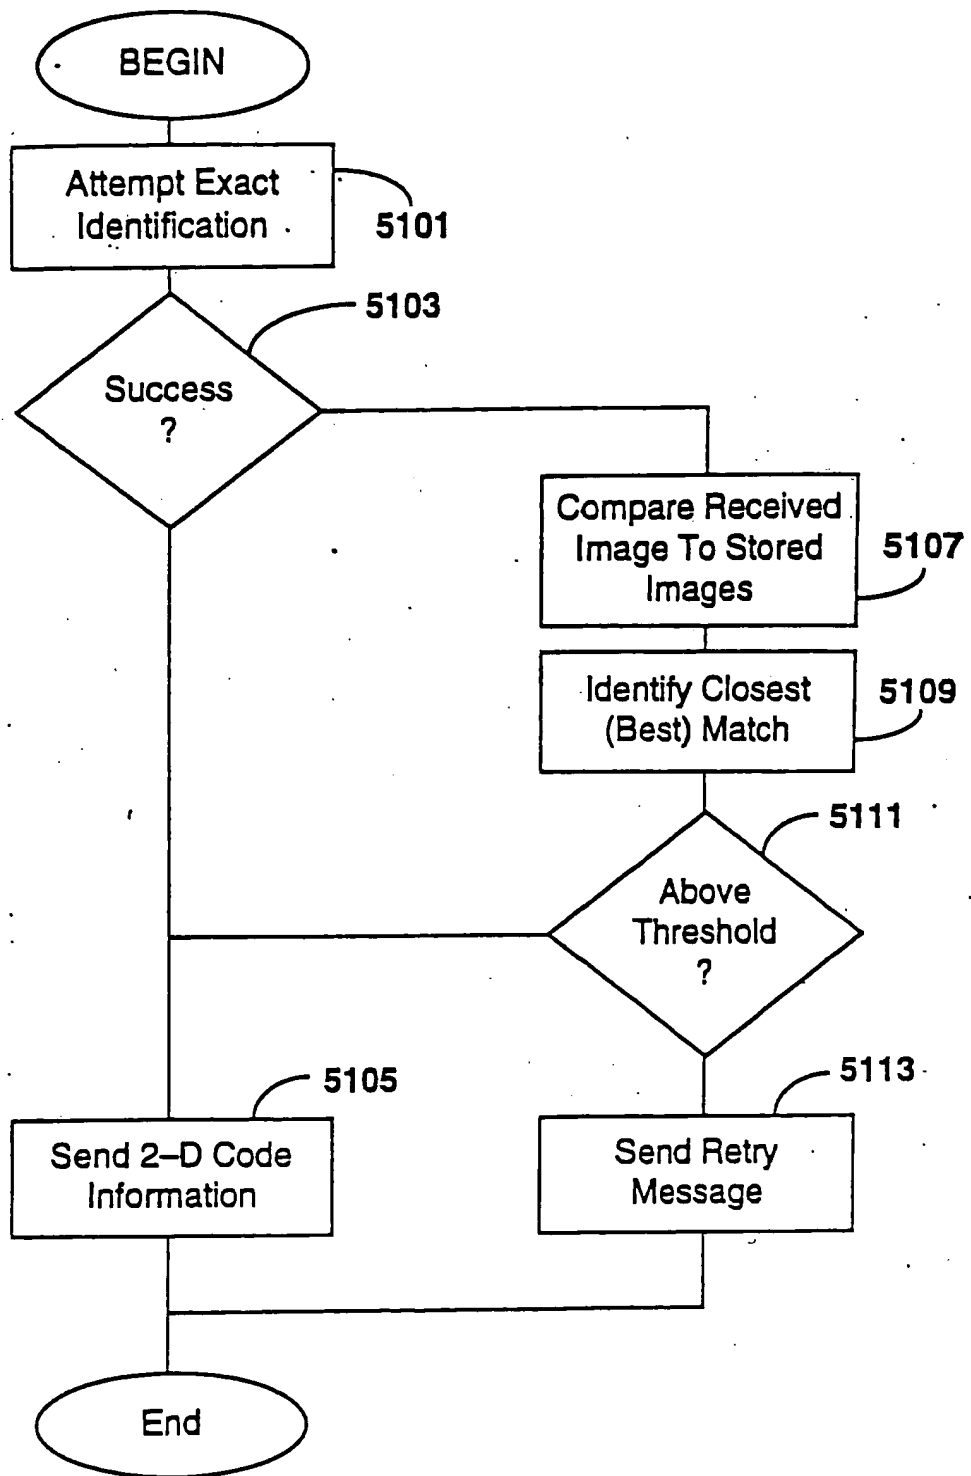 BEGIN
Attempt Exact
Identification
5101
5103
Success
?
Compare Received
Image To Stored
Images
5107
Identify Closest
(Best) Match
5109
5111
Above
Threshold
?
5105
Send 2–D Code
Information
5113
Send Retry
Message
End